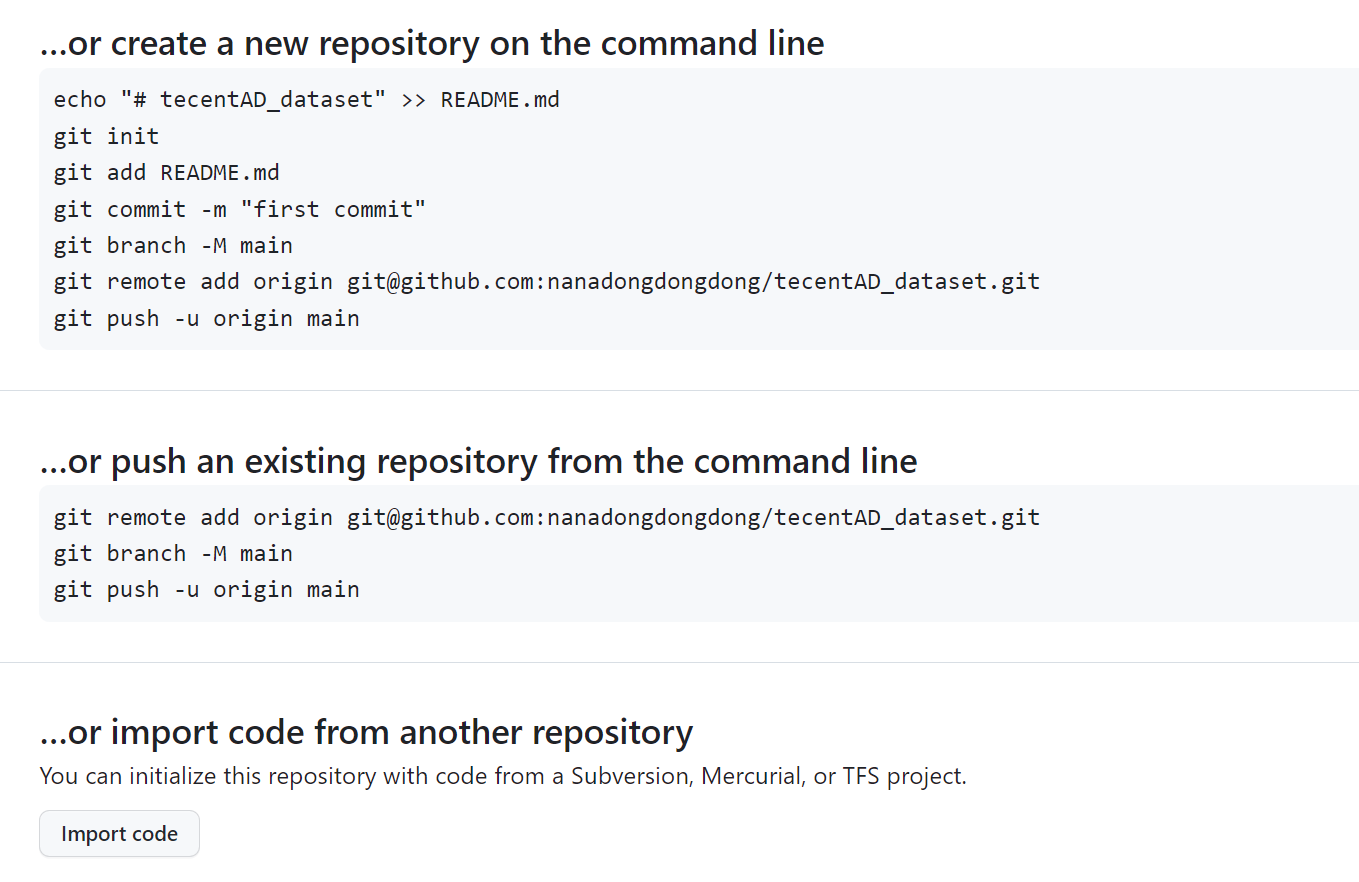 ...or create a new repository on the command line
echo "# tecentAD_dataset" >> README.md
git init
git add README.md
git commit -m "first commit"
git branch -M main
git remote add origin git@github.com:nanadongdongdong/tecentAD_dataset.git
git push -u origin main
...or push an existing repository from the command line
git remote add origin git@github.com:nanadongdongdong/tecentAD_dataset.git
git branch -M main
git push -u origin main
...or import code from another repository
You can initialize this repository with code from a Subversion, Mercurial, or TFS project.
Import code